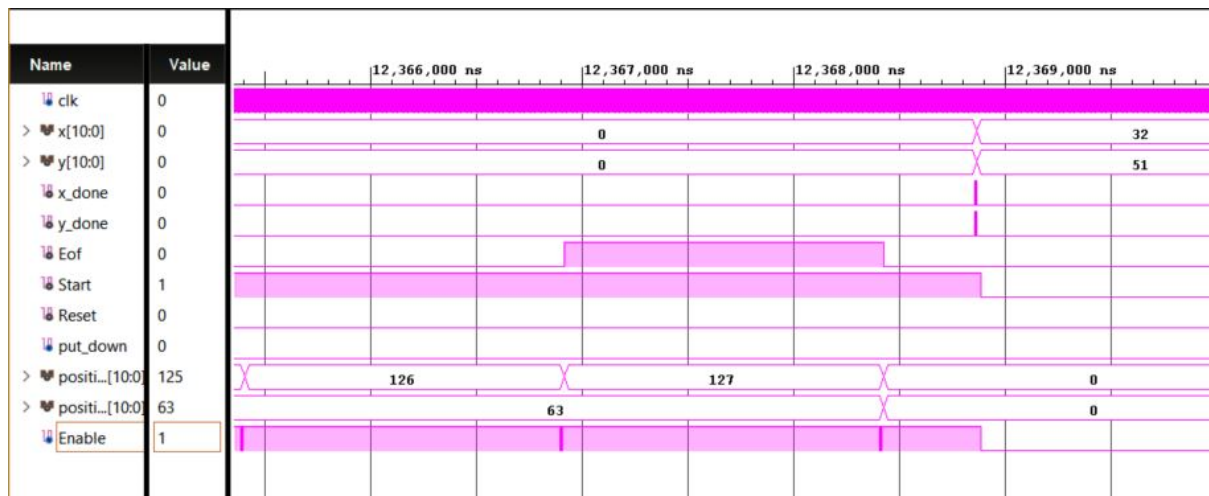 Name Value
12,366,000 ns 12,367,000 ns 12,368,000 ns 12,369,000 ns
clk 0
x[10:0] 0 0 32
y[10:0] 0 0 51
x_done 0
y_done 0
Eof 0
Start 1
Reset 0
put_down 0
positi...[10:0] 125 126 127 0
positi...[10:0] 63 63 0
Enable 1